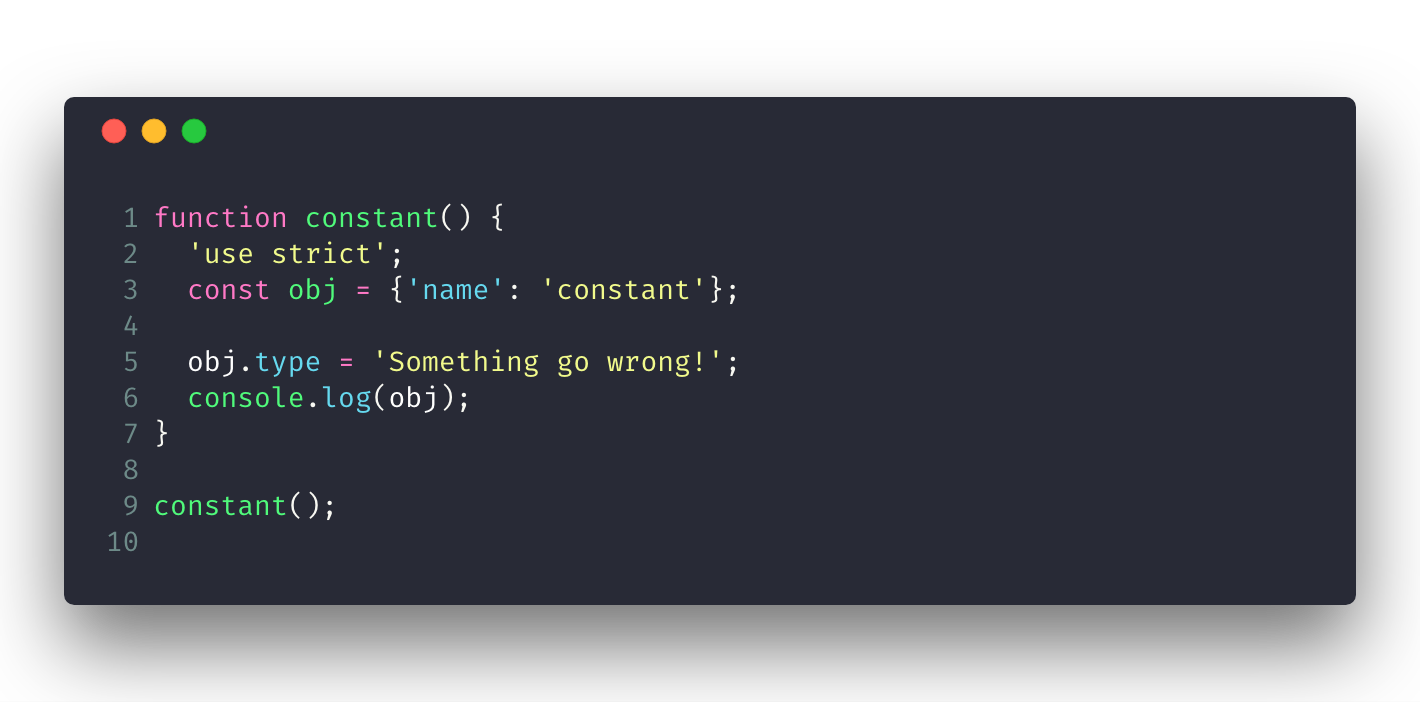 1 function constant() {
2   'use strict';
3   const obj = {'name': 'constant'};
4
5   obj.type = 'Something go wrong!';
6   console.log(obj);
7 }
8
9 constant();
10